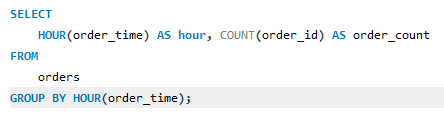 SELECT
HOUR(order_time) AS hour, COUNT(order_id) AS order_count
FROM
orders
GROUP BY HOUR(order_time);